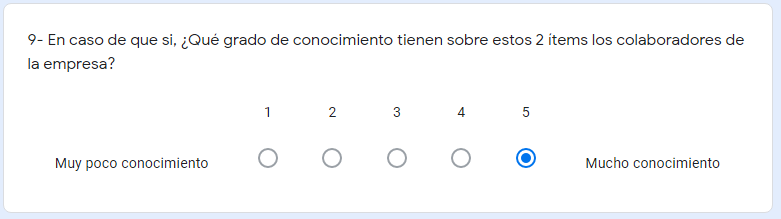 9- En caso de que si, ¿Qué grado de conocimiento tienen sobre estos 2 ítems los colaboradores de
la empresa?
1 2 3 4 5
Muy poco conocimiento Mucho conocimiento